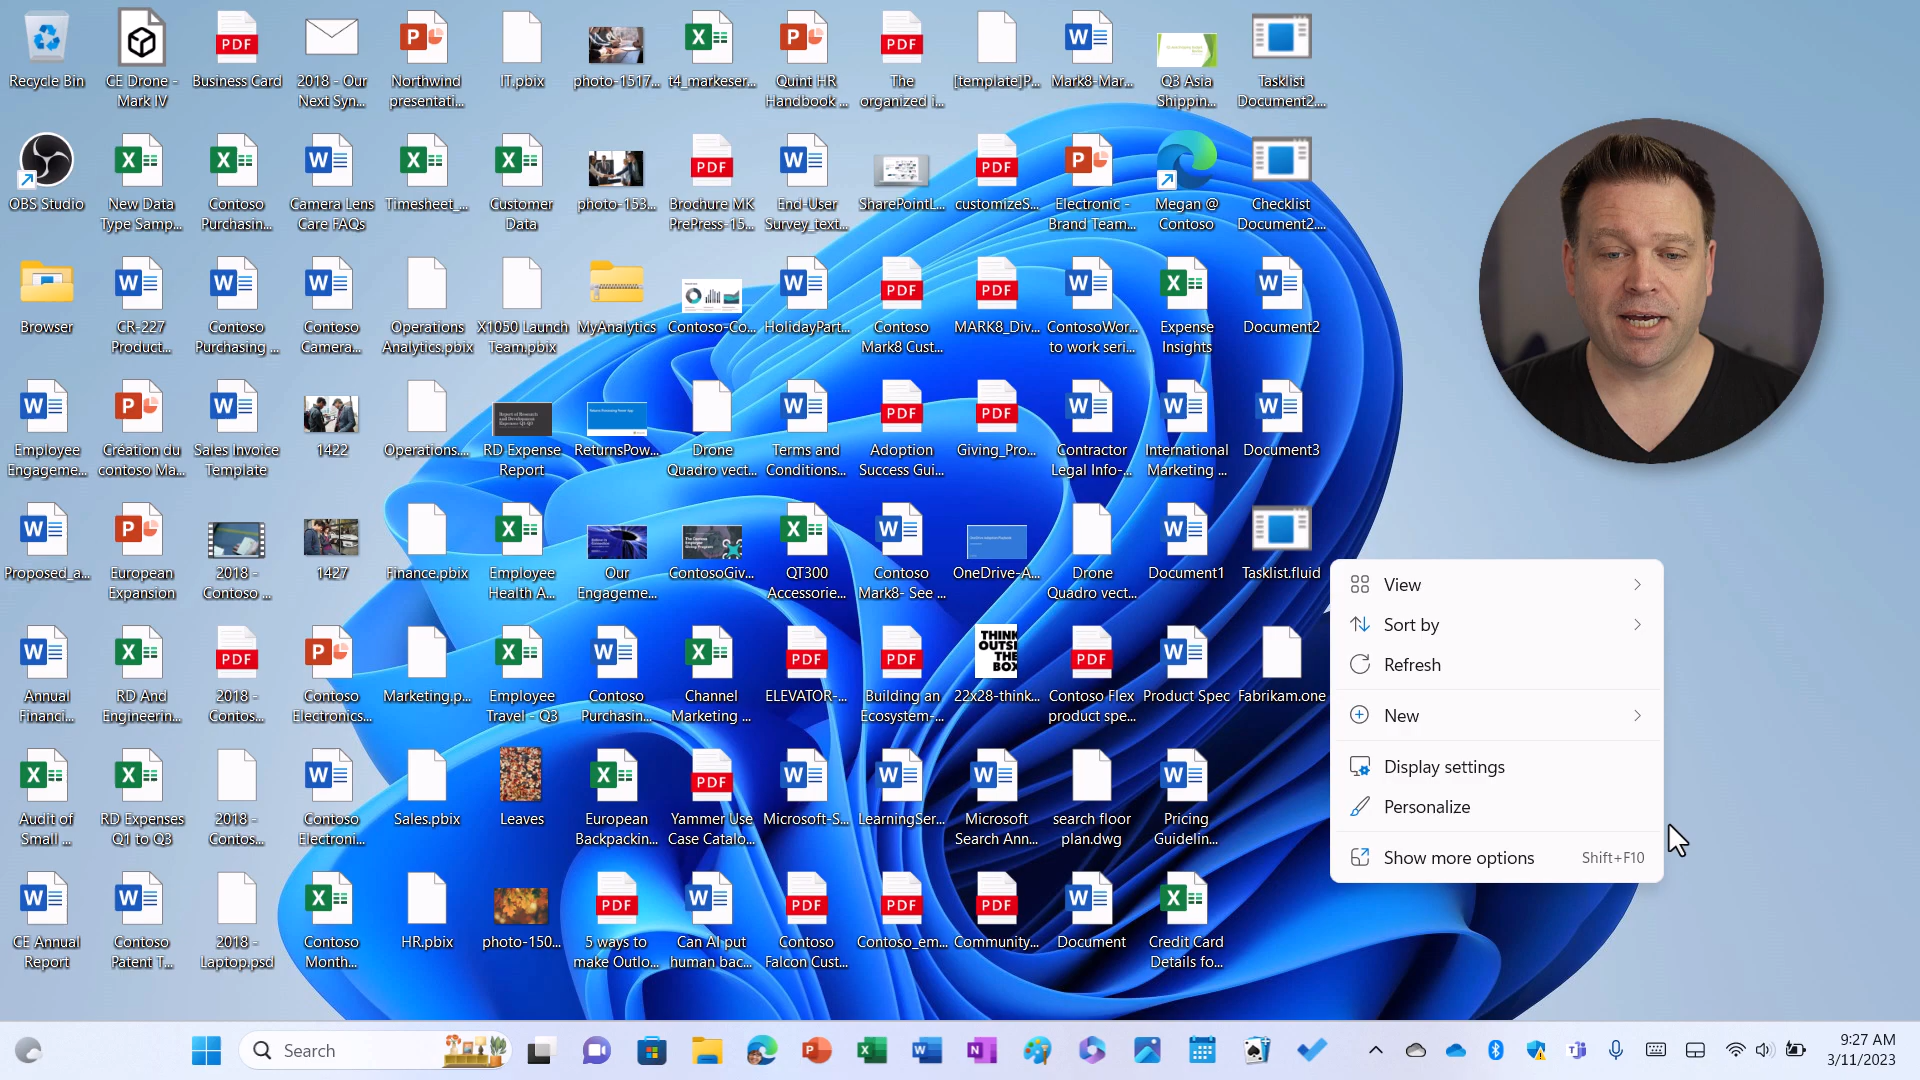 Recycle Bin
CE Drone -
Mark IV
Business Card
2018 - Our
Next Syn...
Northwind
presentati...
IT.pbix
photo-1517...
t4_markeser...
Quint HR
Handbook ...
The
organized i...
[template]P...
Mark8-Mar...
Q3 Asia
Shippin...
Tasklist
Document2....
OBS Studio
New Data
Type Samp...
Contoso
Purchasin...
Camera Lens
Care FAQs
Timesheet_...
Customer
Data
photo-153...
Brochure MK
PrePress-15...
End-User
Survey_text...
SharePointL...
customizeS...
Electronic -
Brand Team...
Megan @
Contoso
Checklist
Document2....
Browser
CR-227
Product...
Contoso
Purchasing ...
Contoso
Camera...
Operations
Analytics.pbix
X1050 Launch
Team.pbix
MyAnalytics
Contoso-Co...
HolidayPart...
Contoso
Mark8 Cust...
MARK8_Div...
ContosoWor...
to work seri...
Expense
Insights
Document2
Employee
Engageme...
Création du
contoso Ma...
Sales Invoice
Template
1422
Operations....
RD Expense
Report
ReturnsPow...
Drone
Quadro vect...
Terms and
Conditions...
Adoption
Success Gui...
Giving_Pro...
Contractor
Legal Info-...
International
Marketing ...
Document3
Proposed_a...
European
Expansion
2018 -
Contoso ...
1427
Finance.pbix
Employee
Health A...
Our
Engageme...
ContosoGiv...
QT300
Accessorie...
Contoso
Mark8- See ...
OneDrive-A...
Drone
Quadro vect...
Document1
Tasklist.fluid
THINK
OUTSI
THE
BOX
Annual
Financi...
RD And
Engineerin...
2018 -
Contos...
Contoso
Electronics...
Marketing.p...
Employee
Travel - Q3
Contoso
Purchasin...
Channel
Marketing ...
ELEVATOR-...
Building an
Ecosystem-...
22x28-think...
Contoso Flex
product spe...
Product Spec
Fabrikam.one
Audit of
Small ...
RD Expenses
Q1 to Q3
2018 -
Contos...
Contoso
Electroni...
Sales.pbix
Leaves
European
Backpackin...
Yammer Use
Case Catalo...
Microsoft-S...
LearningSer...
Microsoft
Search Ann...
search floor
plan.dwg
Pricing
Guidelin...
CE Annual
Report
Contoso
Patent T...
2018 -
Laptop.psd
Contoso
Month...
HR.pbix
photo-150...
5 ways to
make Outlo...
Can AI put
human bac...
Contoso
Falcon Cust...
Contoso_em...
Community...
Document
Credit Card
Details fo...
View
Sort by
Refresh
New
Display settings
Personalize
Show more options Shift+F10
Search
9:27 AM
3/11/2023